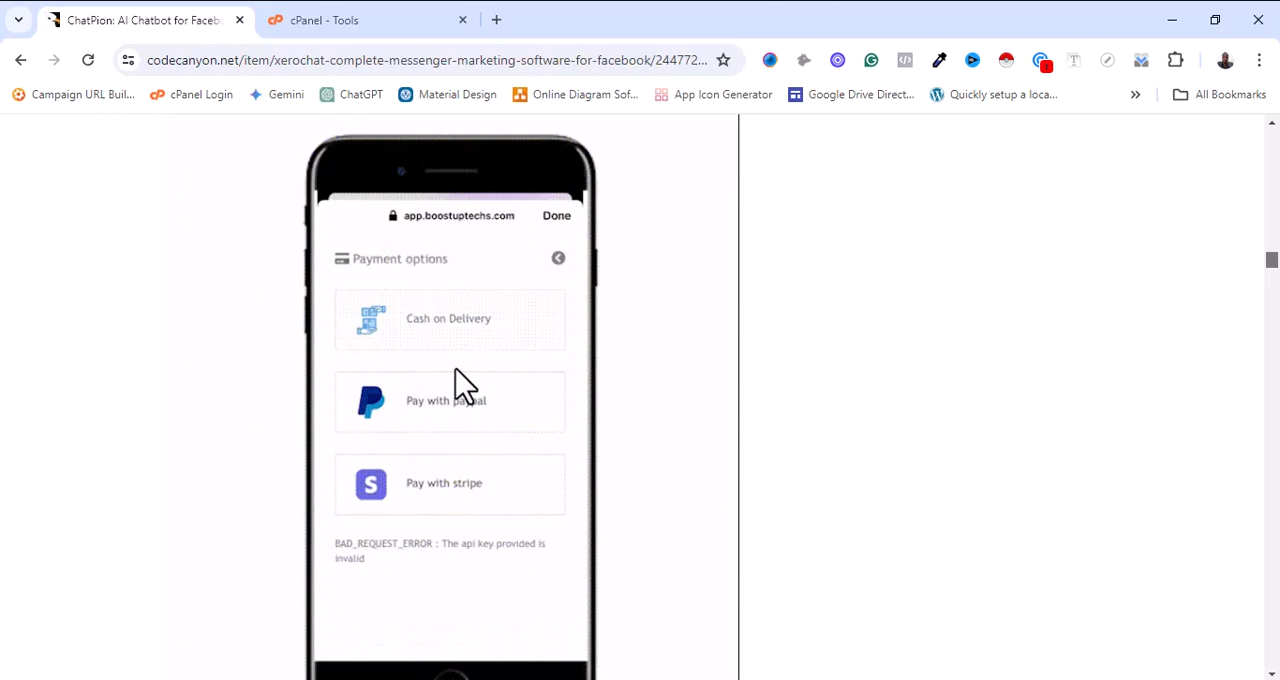 ChatPion: AI Chatbot for Facebo
cPanel - Tools
codecanyon.net/item/xerochat-complete-messenger-marketing-software-for-facebook/244772...
1
Campaign URL Buil...
cPanel Login
Gemini
ChatGPT
Material Design
Online Diagram Sof...
App Icon Generator
Google Drive Direct...
Quickly setup a loca...
All Bookmarks
app.boostuptechs.com
Done
Payment options
Cash on Delivery
Pay with paypal
Pay with stripe
BAD_REQUEST_ERROR : The api key provided is
invalid